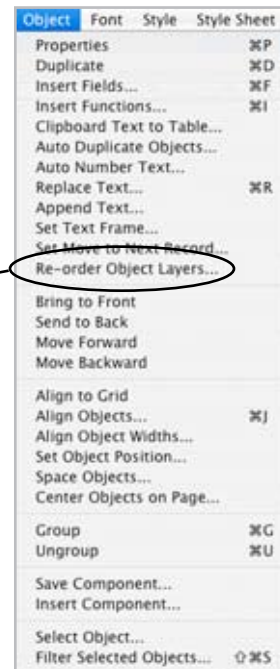 Object Font Style Style Sheet
Properties ⌘P
Duplicate ⌘D
Insert Fields... ⌘F
Insert Functions... ⌘I
Clipboard Text to Table...
Auto Duplicate Objects...
Auto Number Text...
Replace Text... ⌘R
Append Text...
Set Text Frame...
Set Move to Next Record...
Re-order Object Layers...
Bring to Front
Send to Back
Move Forward
Move Backward
Align to Grid
Align Objects... ⌘J
Align Object Widths...
Set Object Position...
Space Objects...
Center Objects on Page...
Group ⌘G
Ungroup ⌘U
Save Component...
Insert Component...
Select Object...
Filter Selected Objects... ⇧⌘S